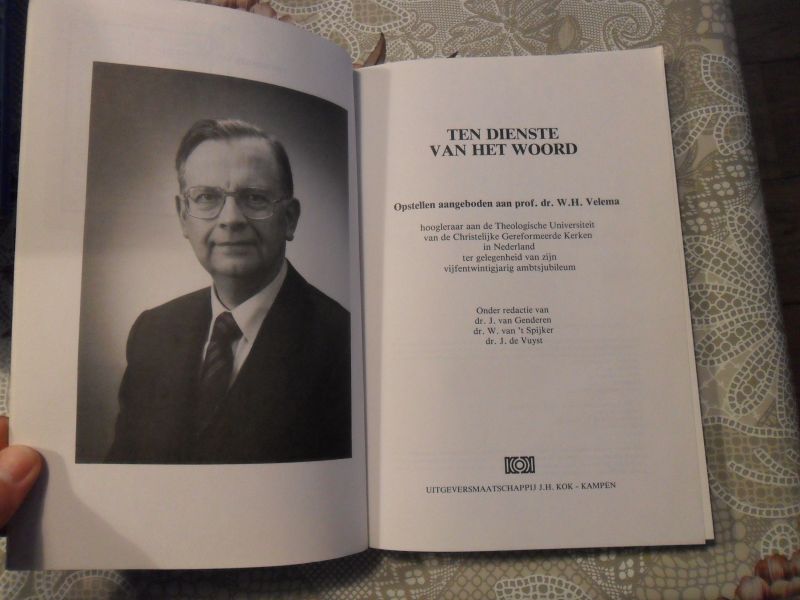 TEN DIENSTE
VAN HET WOORD
Opstellen aangeboden aan prof. dr. W.H. Velema
hoogleraar aan de Theologische Universiteit
van de Christelijke Gereformeerde Kerken
in Nederland
ter gelegenheid van zijn
vijfentwintigjarig ambtsjubileum
Onder redactie van
dr. J. van Genderen
dr. W. van 't Spijker
dr. J. de Vuyst
UITGEVERSMAATSCHAPPIJ J.H. KOK - KAMPEN